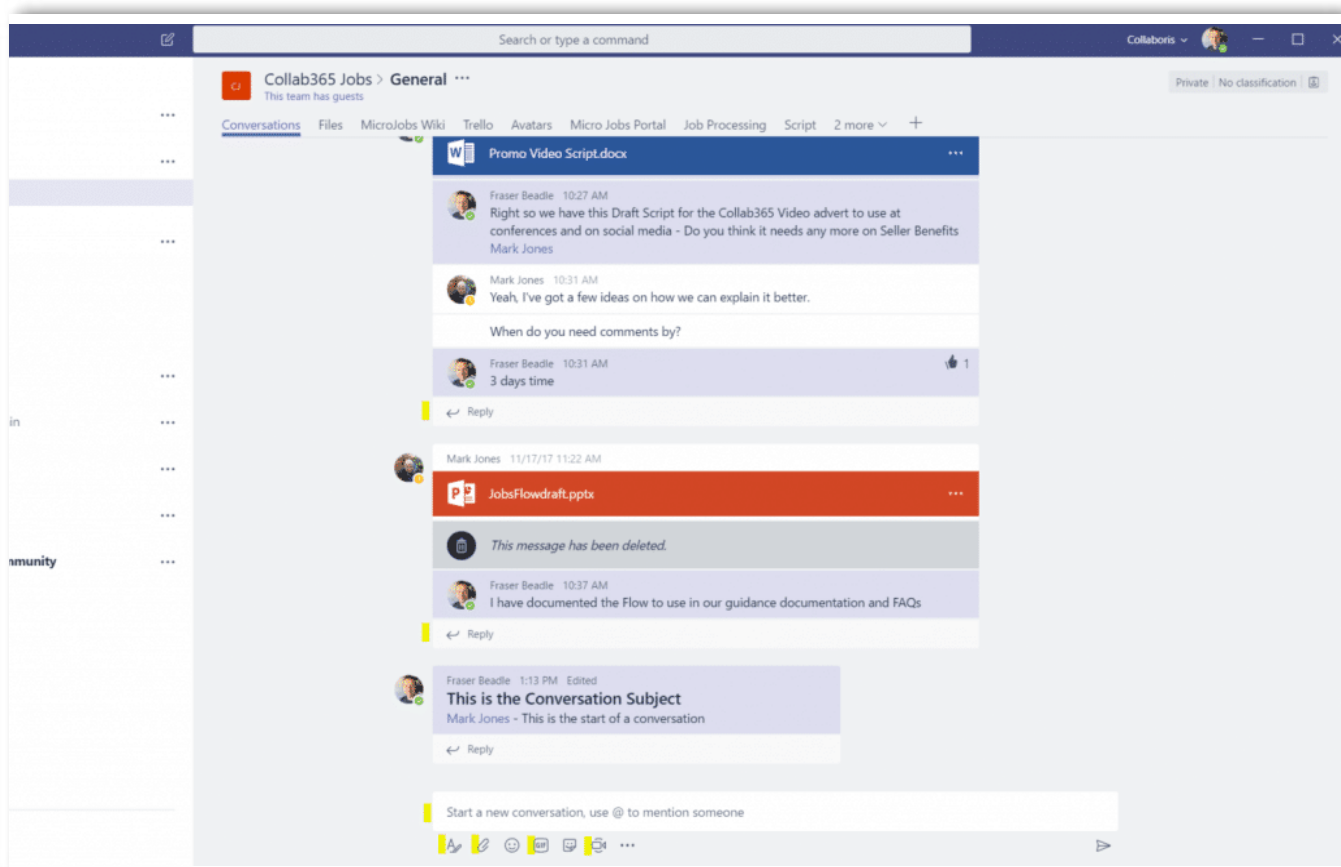 Search or type a command
Collaboris
CJ
Collab365 Jobs > General ...
This team has guests
Private | No classification
Conversations Files MicroJobs Wiki Trello Avatars Micro Jobs Portal Job Processing Script 2 more +
Promo Video Script.docx
Fraser Beadle 10:27 AM
Right so we have this Draft Script for the Collab365 Video advert to use at
conferences and on social media - Do you think it needs any more on Seller Benefits
Mark Jones
Mark Jones 10:31 AM
Yeah, I've got a few ideas on how we can explain it better.
When do you need comments by?
Fraser Beadle 10:31 AM
1
3 days time
Reply
in
Mark Jones 11/17/17 11:22 AM
JobsFlowdraft.pptx
This message has been deleted.
nmunity
Fraser Beadle 10:37 AM
I have documented the Flow to use in our guidance documentation and FAQs
Reply
Fraser Beadle 1:13 PM Edited
This is the Conversation Subject
Mark Jones - This is the start of a conversation
Reply
Start a new conversation, use @ to mention someone
GIF